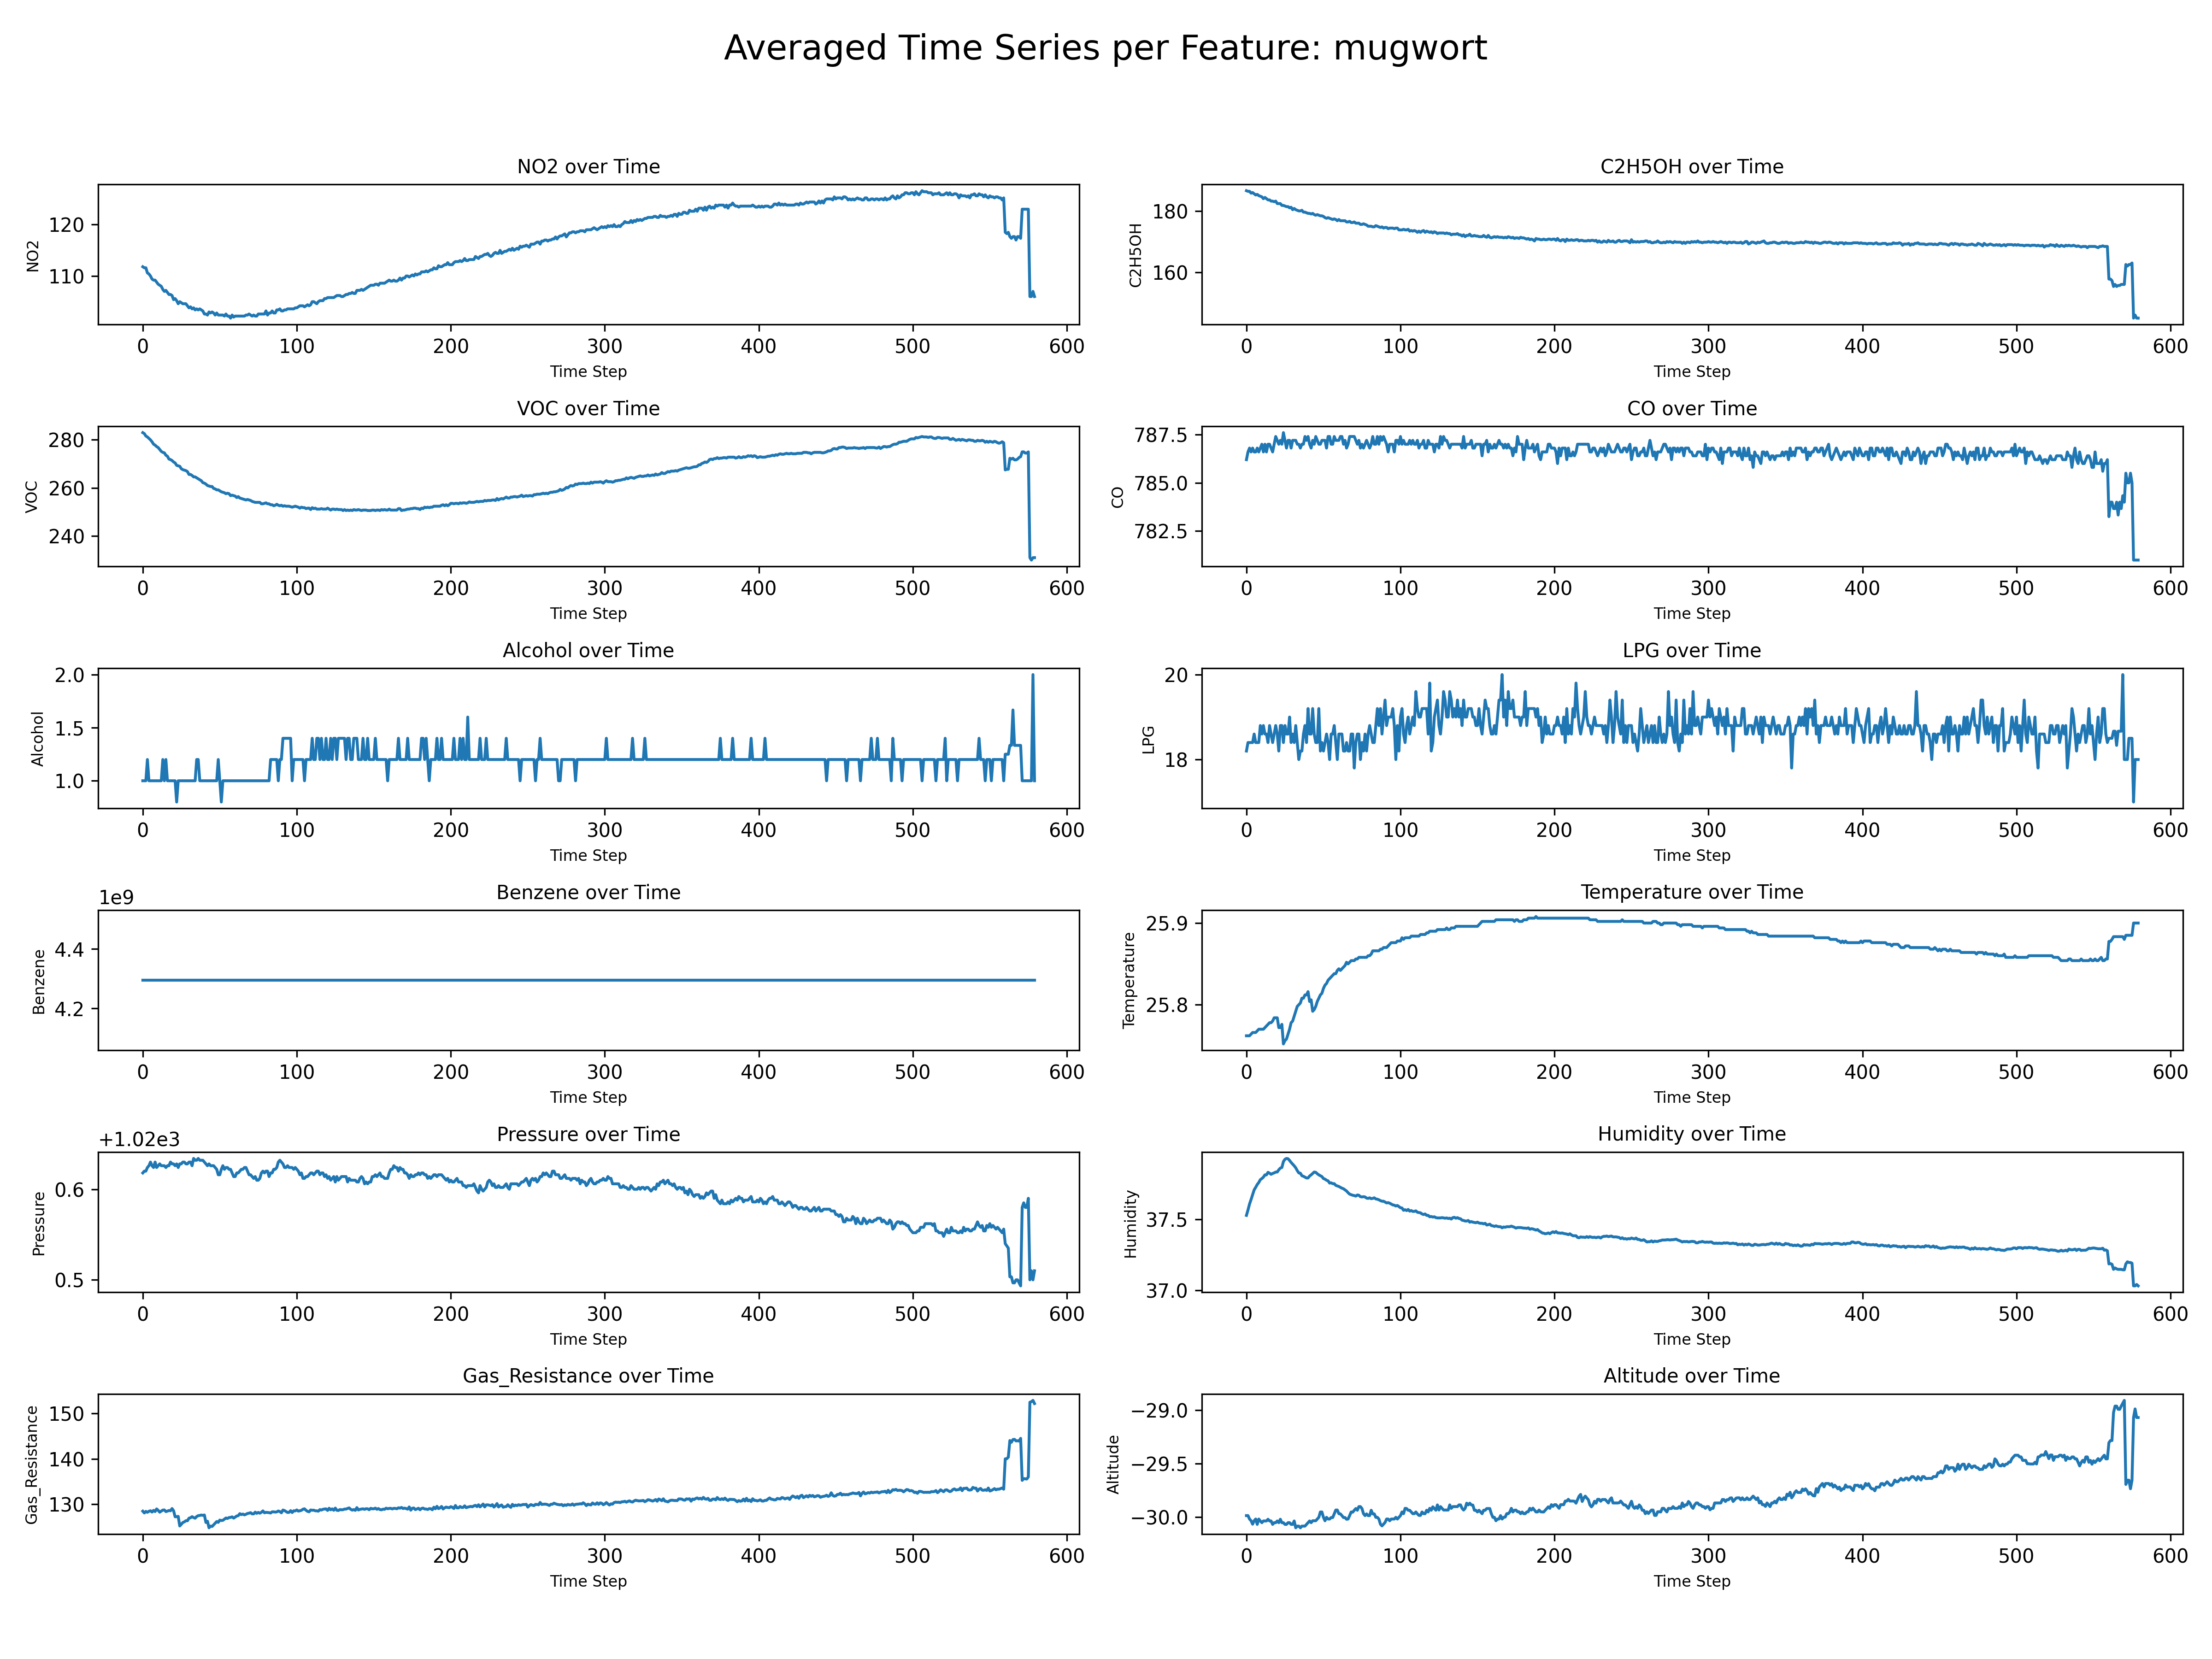 Averaged Time Series per Feature: mugwort
NO2 over Time
NO2
120
110
0 100 200 300 400 500 600
Time Step
C2H5OH over Time
C2H5OH
180
160
0 100 200 300 400 500 600
Time Step
VOC over Time
VOC
280
260
240
0 100 200 300 400 500 600
Time Step
CO over Time
CO
787.5
785.0
782.5
0 100 200 300 400 500 600
Time Step
Alcohol over Time
Alcohol
2.0
1.5
1.0
0 100 200 300 400 500 600
Time Step
LPG over Time
LPG
20
18
0 100 200 300 400 500 600
Time Step
Benzene over Time
1e9
Benzene
4.4
4.2
0 100 200 300 400 500 600
Time Step
Temperature over Time
Temperature
25.9
25.8
0 100 200 300 400 500 600
Time Step
Pressure over Time
+1.02e3
Pressure
0.6
0.5
0 100 200 300 400 500 600
Time Step
Humidity over Time
Humidity
37.5
37.0
0 100 200 300 400 500 600
Time Step
Gas_Resistance over Time
Gas_Resistance
150
140
130
0 100 200 300 400 500 600
Time Step
Altitude over Time
Altitude
−29.0
−29.5
−30.0
0 100 200 300 400 500 600
Time Step